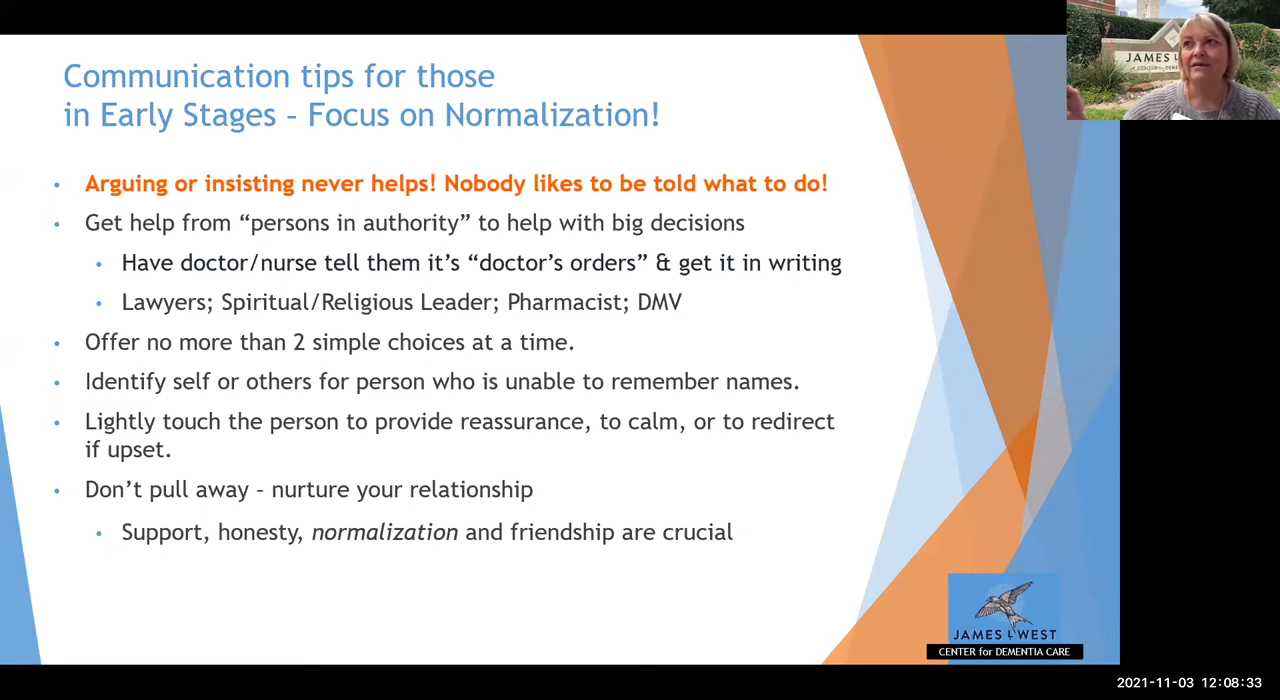 Communication tips for those
in Early Stages – Focus on Normalization!
• Arguing or insisting never helps! Nobody likes to be told what to do!
• Get help from “persons in authority” to help with big decisions
• Have doctor/nurse tell them it’s “doctor’s orders” & get it in writing
• Lawyers; Spiritual/Religious Leader; Pharmacist; DMV
• Offer no more than 2 simple choices at a time.
• Identify self or others for person who is unable to remember names.
• Lightly touch the person to provide reassurance, to calm, or to redirect
if upset.
• Don’t pull away – nurture your relationship
• Support, honesty, normalization and friendship are crucial
JAMES L WEST
CENTER for DEMENTIA CARE
JAMES L
CENTER
2021-11-03 12:08:33